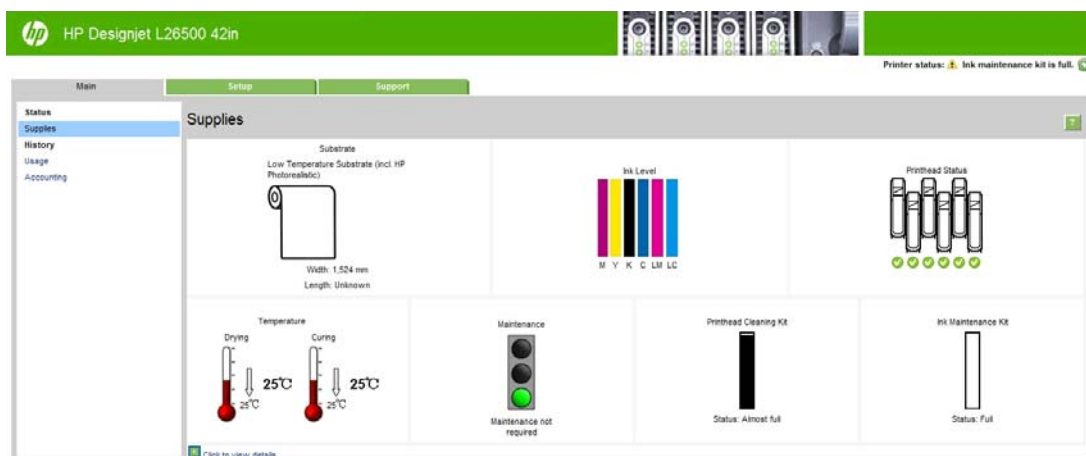 hp HP Designjet L26500 42in
Printer status: Ink maintenance kit is full.
Main Setup Support
Status
Supplies
History
Usage
Accounting
Supplies
?
Substrate
Low Temperature Substrate (incl. HP
Photorealistic)
Width: 1,524 mm
Length: Unknown
Ink Level
M Y K C LM LC
Printhead Status
Temperature
Drying Curing
25°C 25°C
25°C 25°C
Maintenance
Maintenance not
required
Printhead Cleaning Kit
Status: Almost full
Ink Maintenance Kit
Status: Full
Click to view details